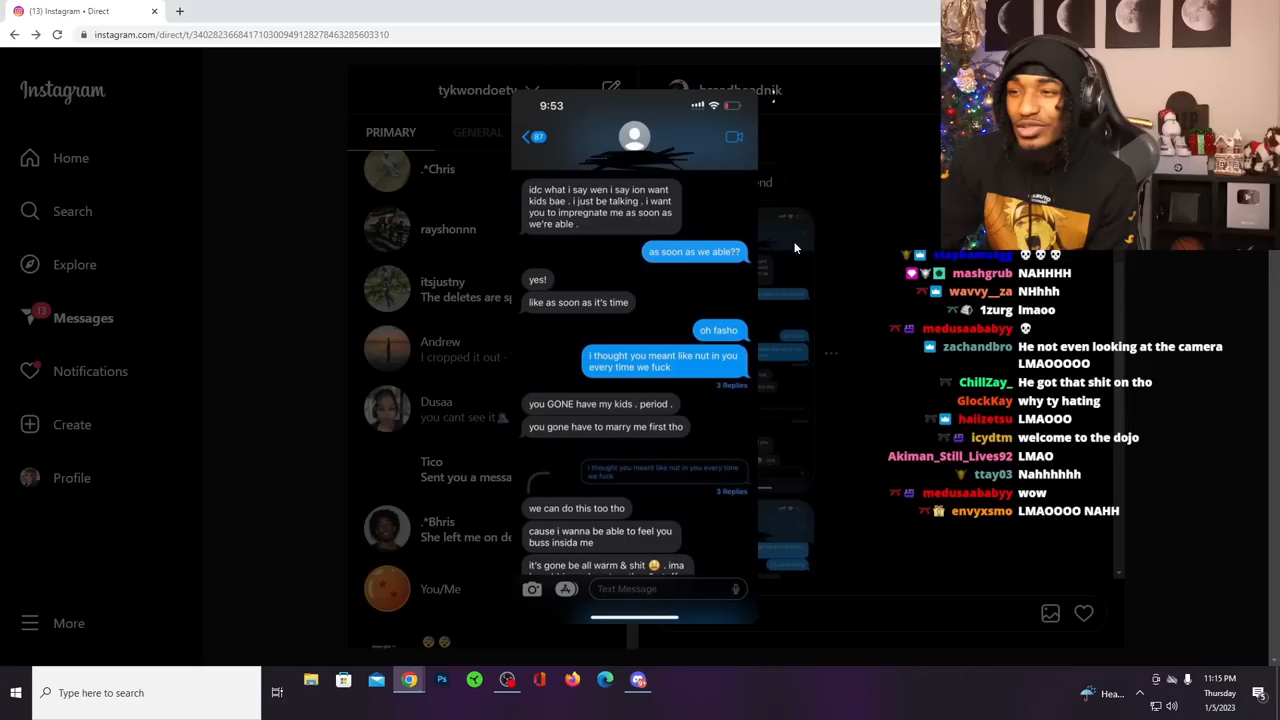 (13) Instagram • Direct
instagram.com/direct/t/340282366841710300949128278463285603310
Instagram
Home
Search
Explore
13
Messages
Notifications
Create
Profile
More
tykwondoety
PRIMARY
GENERAL
.*Chris
rayshonnn
itsjustny
The deletes are sp
Andrew
I cropped it out ·
Dusaa
you cant see it
Tico
Sent you a messa
.*Bhris
She left me on de
You/Me
9:53
87
idc what i say wen i say ion want
kids bae . i just be talking . i want
you to impregnate me as soon as
we're able .
as soon as we able??
yes!
like as soon as it's time
oh fasho
i thought you meant like nut in you
every time we fuck
3 Replies
you GONE have my kids . period .
you gone have to marry me first tho
i thought you meant like nut in you every time
we fuck
3 Replies
we can do this too tho
cause i wanna be able to feel you
buss insida me
it's gone be all warm & shit 😩 . ima
Text Message
NARUTO
💀 💀 💀
mashgrub NAHHHH
wavvy__za NHhhh
1zurg lmaoo
medusaababyy 💀
zachandbro He not even looking at the camera
LMAOOOOO
ChillZay_ He got that shit on tho
GlockKay why ty hating
haiizetsu LMAOOO
icydtm welcome to the dojo
Akiman_Still_Lives92 LMAO
ttay03 Nahhhhhh
medusaababyy wow
envyxsmo LMAOOOO NAHH
Type here to search
Hea...
11:15 PM
Thursday
1/5/2023
5